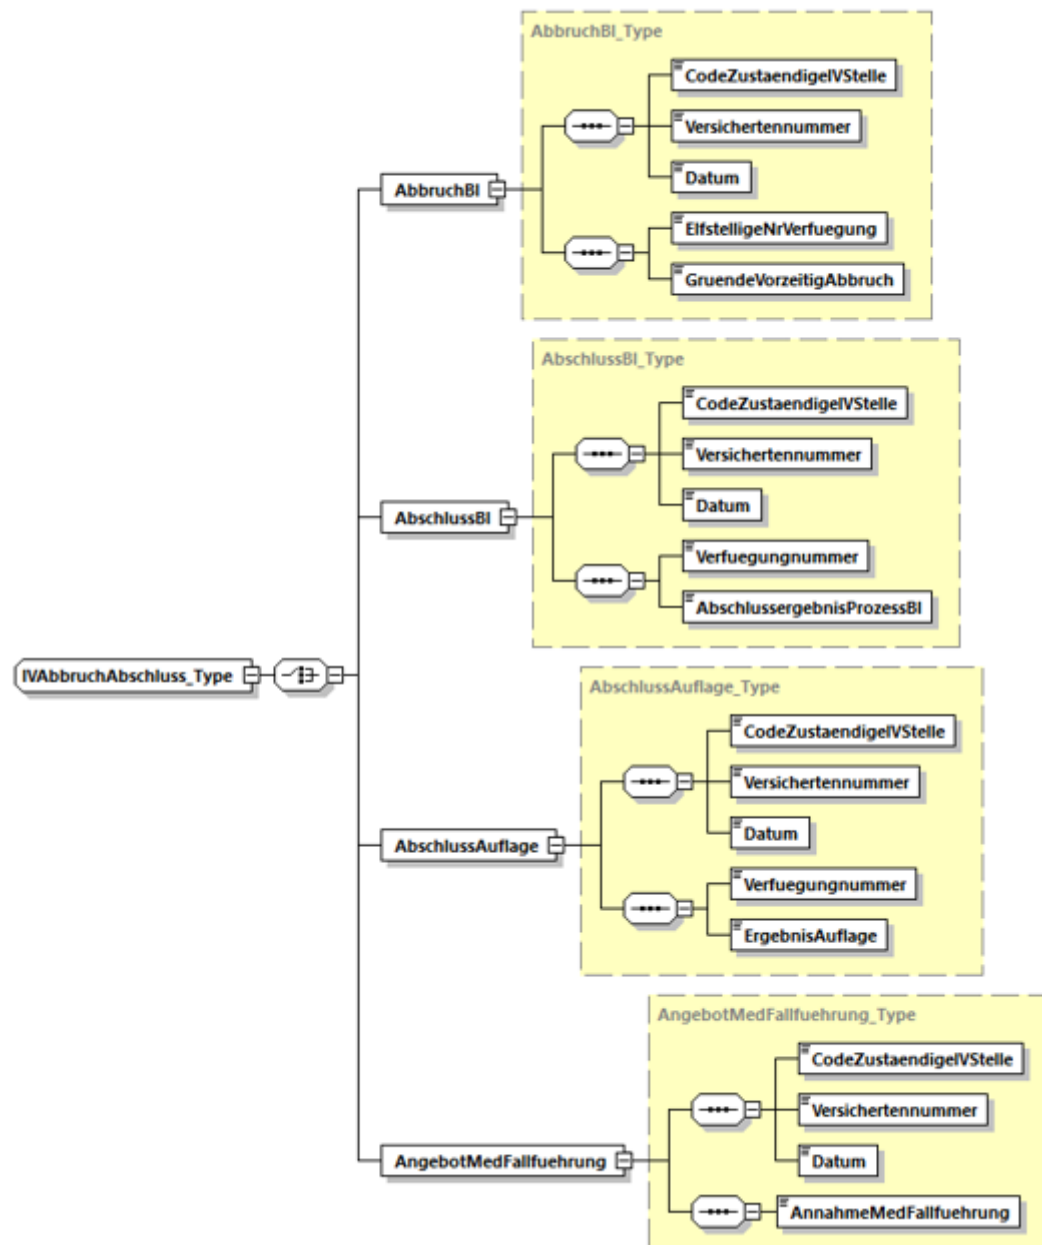 AbbruchBI_Type
CodeZustaendigeIVStelle
Versichertennummer
Datum
AbbruchBI
ElfstelligeNrVerfuegung
GruendeVorzeitigAbbruch
AbschlussBI_Type
CodeZustaendigeIVStelle
Versichertennummer
Datum
AbschlussBI
Verfuegungnummer
AbschlussergebnisProzessBI
IVAbbruchAbschluss_Type
AbschlussAuflage_Type
CodeZustaendigeIVStelle
Versichertennummer
Datum
AbschlussAuflage
Verfuegungnummer
ErgebnisAuflage
AngebotMedFallfuehrung_Type
CodeZustaendigeIVStelle
Versichertennummer
Datum
AngebotMedFallfuehrung
AnnahmeMedFallfuehrung